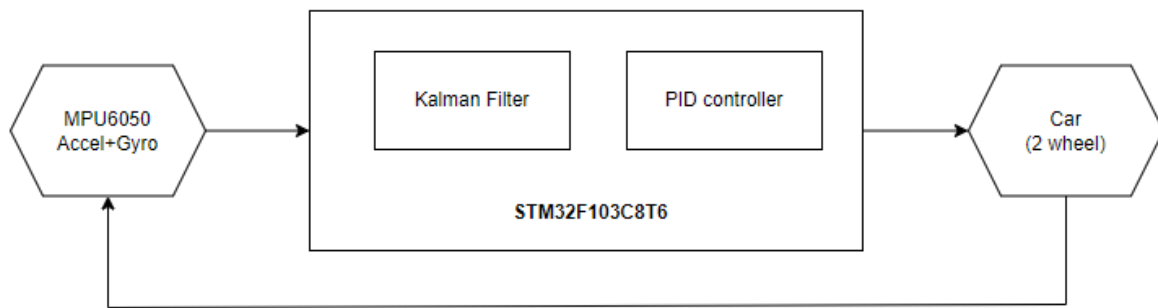 MPU6050
Accel+Gyro
Kalman Filter
PID controller
STM32F103C8T6
Car
(2 wheel)